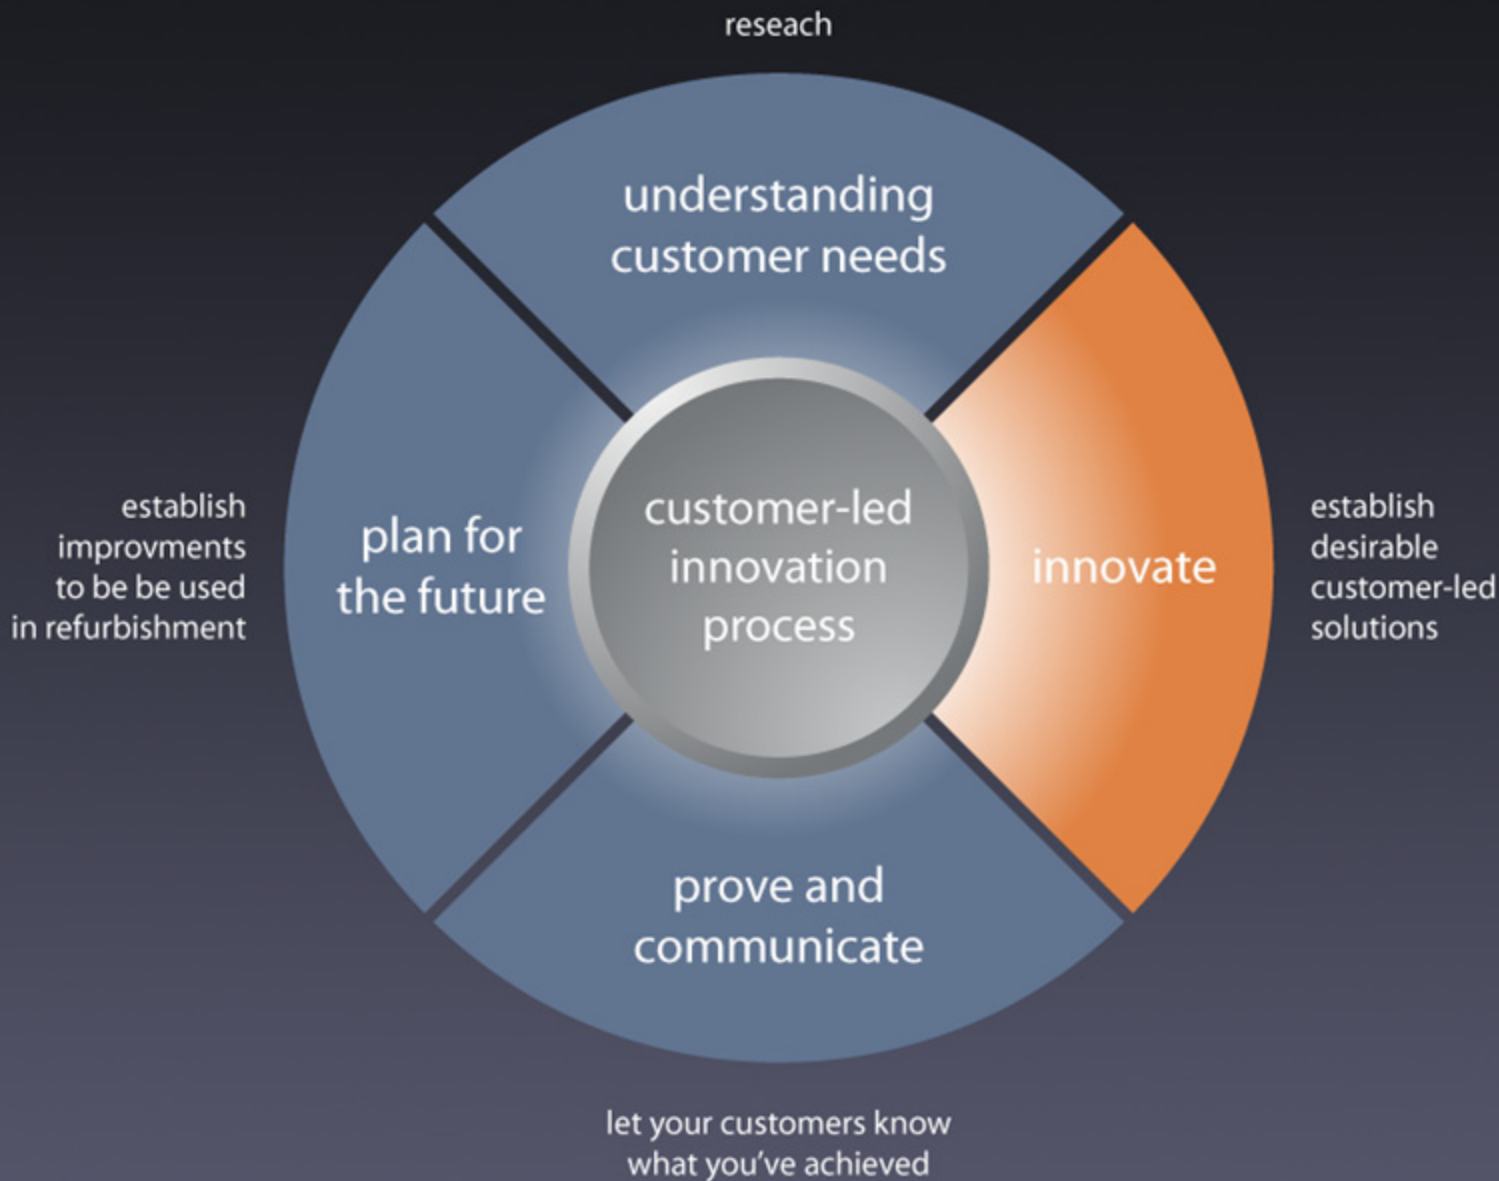 reseach
understanding
customer needs
establish
improvments
to be be used
in refurbishment
plan for
the future
customer-led
innovation
process
innovate
establish
desirable
customer-led
solutions
prove and
communicate
let your customers know
what you've achieved